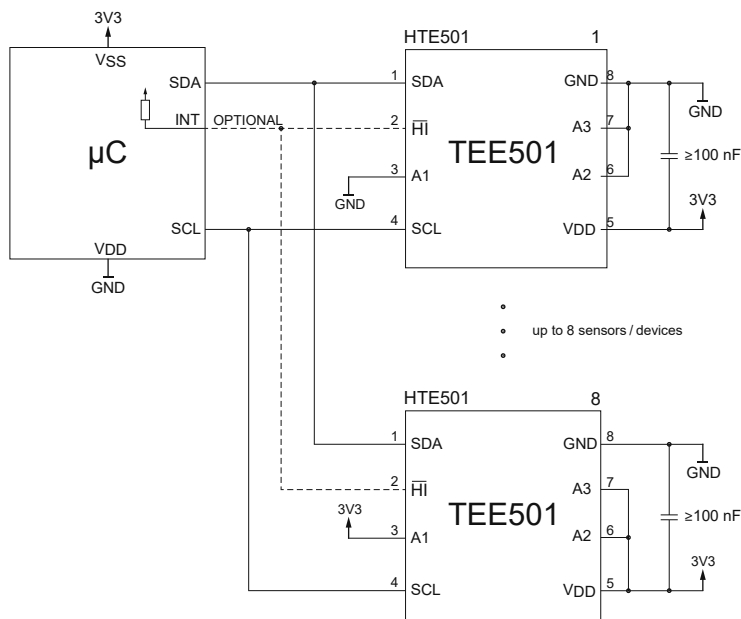 3V3
VSS
SDA
INT
OPTIONAL
µC
SCL
VDD
GND
HTE501 1
1 SDA GND 8
GND
2 HI A3 7
TEE501
≥100 nF
3 A1 A2 6
GND
3V3
4 SCL VDD 5
up to 8 sensors / devices
HTE501 8
1 SDA GND 8
GND
2 HI A3 7
TEE501
≥100 nF
3V3
3 A1 A2 6
3V3
4 SCL VDD 5